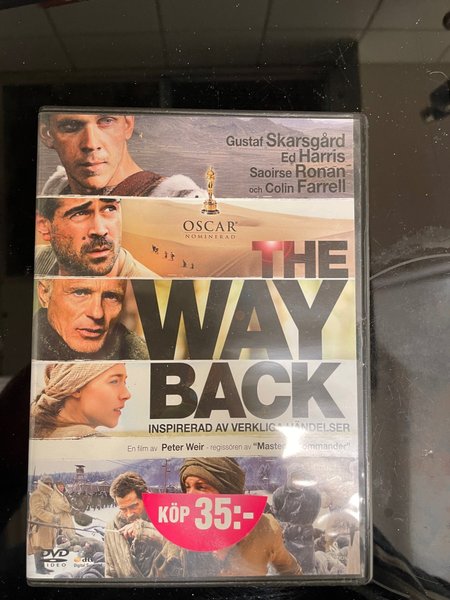 Gustaf Skarsgård
Ed Harris
Saoirse Ronan
och Colin Farrell
OSCAR®
NOMINERAD
THE
WAY
BACK
INSPIRERAD AV VERKLIGA HÄNDELSER
En film av Peter Weir - regissören av "Master Commander"
KÖP 35:-
DVD
VIDEO
Digital